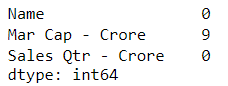 Name 0
Mar Cap - Crore 9
Sales Qtr - Crore 0
dtype: int64